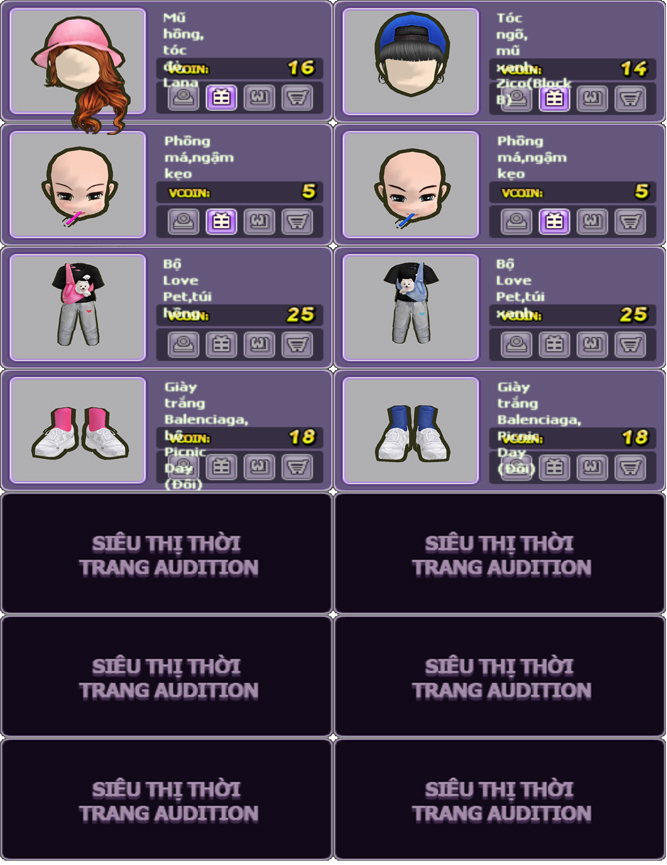 Mũ
hồng,
tóc
đỏ,
Lana
VCOIN: 16
Tóc
ngố,
mũ
xanh
Zico(Block
B)
VCOIN: 14
Phồng
má,ngậm
kẹo
VCOIN: 5
Phồng
má,ngậm
kẹo
VCOIN: 5
Bộ
Love
Pet,túi
hồng
VCOIN: 25
Bộ
Love
Pet,túi
xanh
VCOIN: 25
Giày
trắng
Balenciaga,
Picnic
Day
(Đôi)
VCOIN: 18
Giày
trắng
Balenciaga,
Picnic
Day
(Đôi)
VCOIN: 18
SIÊU THỊ THỜI
TRANG AUDITION
SIÊU THỊ THỜI
TRANG AUDITION
SIÊU THỊ THỜI
TRANG AUDITION
SIÊU THỊ THỜI
TRANG AUDITION
SIÊU THỊ THỜI
TRANG AUDITION
SIÊU THỊ THỜI
TRANG AUDITION